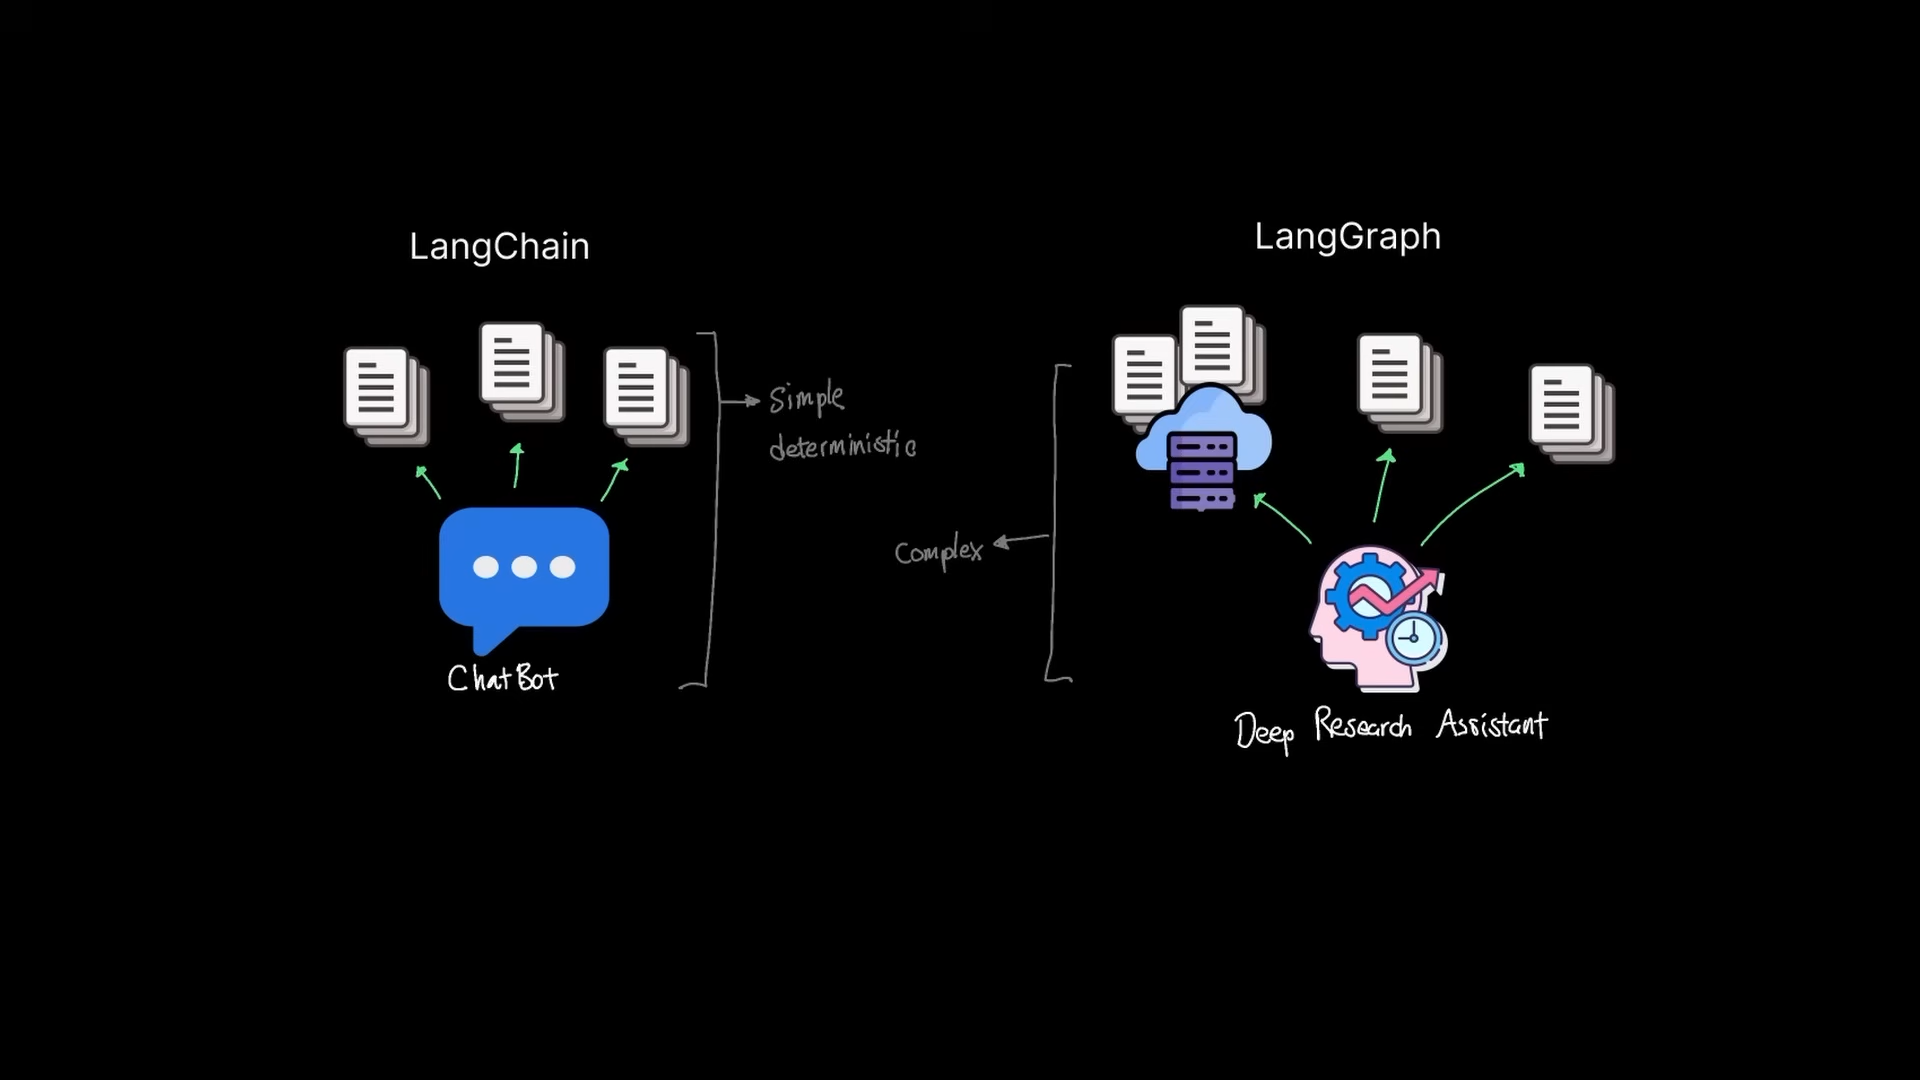 LangChain
LangGraph
Simple
deterministic
Complex
ChatBot
Deep Research Assistant